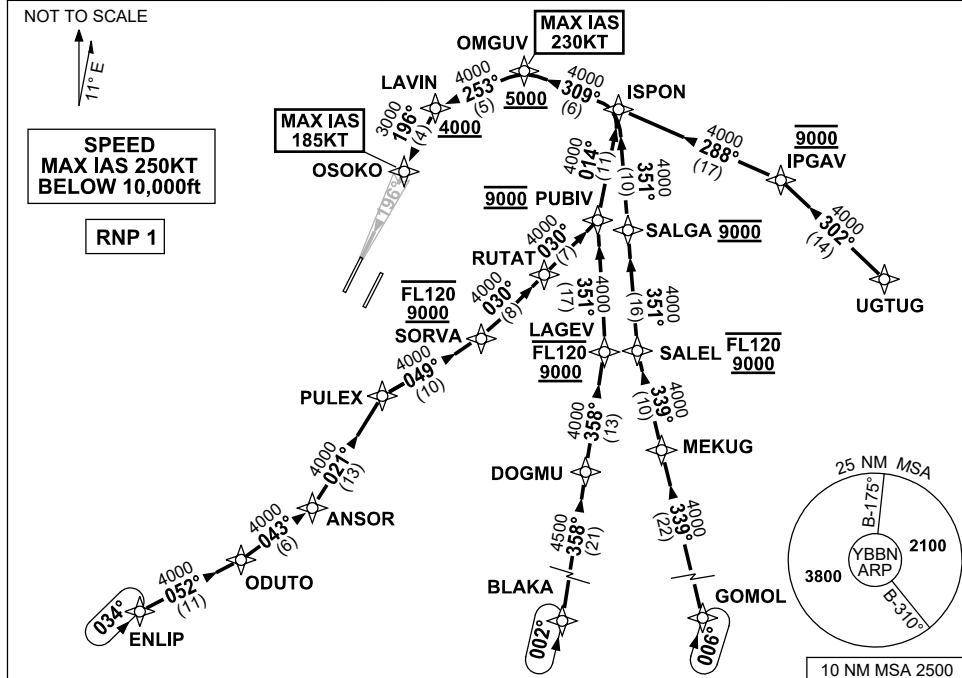 NOT TO SCALE
11° E
SPEED
MAX IAS 250KT
BELOW 10,000ft
RNP 1
MAX IAS
230KT
OMGUV
5000
4000
253°
(5)
LAVIN
4000
3000
196°
(4)
MAX IAS
185KT
OSOKO
196°
4000
309°
(6)
ISPON
4000
288°
(17)
9000
IPGAV
4000
302°
(14)
UGTUG
4000
014°
(11)
9000 PUBIV
4000
351°
(10)
SALGA 9000
RUTAT
4000
030°
(7)
4000
351°
(17)
4000
351°
(16)
FL120
9000
SORVA
4000
030°
(8)
LAGEV
FL120
9000
SALEL
FL120
9000
PULEX
4000
049°
(10)
4000
358°
(13)
4000
339°
(10)
MEKUG
DOGMU
4000
021°
(13)
ANSOR
4000
043°
(6)
ODUTO
4500
358°
(21)
4000
339°
(22)
BLAKA
002°
GOMOL
006°
4000
052°
(11)
034°
ENLIP
25 NM MSA
B-175°
YBBN
ARP
2100
3800
B-310°
10 NM MSA 2500